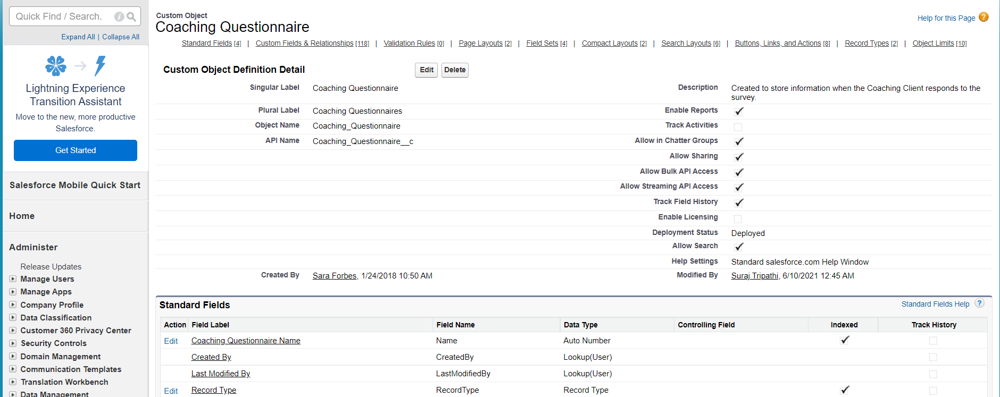 Quick Find / Search.
Expand All | Collapse All
Lightning Experience
Transition Assistant
Move to the new, more productive
Salesforce.
Get Started
Salesforce Mobile Quick Start
Home
Administer
Release Updates
Manage Users
Manage Apps
Company Profile
Data Classification
Customer 360 Privacy Center
Security Controls
Domain Management
Communication Templates
Translation Workbench
Data Management
Custom Object
Coaching Questionnaire
Help for this Page ?
Standard Fields [4] | Custom Fields & Relationships [118] | Validation Rules [0] | Page Layouts [2] | Field Sets [4] | Compact Layouts [2] | Search Layouts [6] | Buttons, Links, and Actions [8] | Record Types [2] | Object Limits [10]
Custom Object Definition Detail Edit Delete
Singular Label Coaching Questionnaire Description Created to store information when the Coaching Client responds to the
survey.
Plural Label Coaching Questionnaires Enable Reports
Object Name Coaching_Questionnaire Track Activities
API Name Coaching_Questionnaire__c Allow in Chatter Groups
Allow Sharing
Allow Bulk API Access
Allow Streaming API Access
Track Field History
Enable Licensing
Deployment Status Deployed
Allow Search
Help Settings Standard salesforce.com Help Window
Created By Sara Forbes, 1/24/2018 10:50 AM Modified By Suraj Tripathi, 6/10/2021 12:45 AM
Standard Fields Standard Fields Help ?
Action Field Label Field Name Data Type Controlling Field Indexed Track History
Edit Coaching Questionnaire Name Name Auto Number
Created By CreatedBy Lookup(User)
Last Modified By LastModifiedBy Lookup(User)
Edit Record Type RecordType Record Type